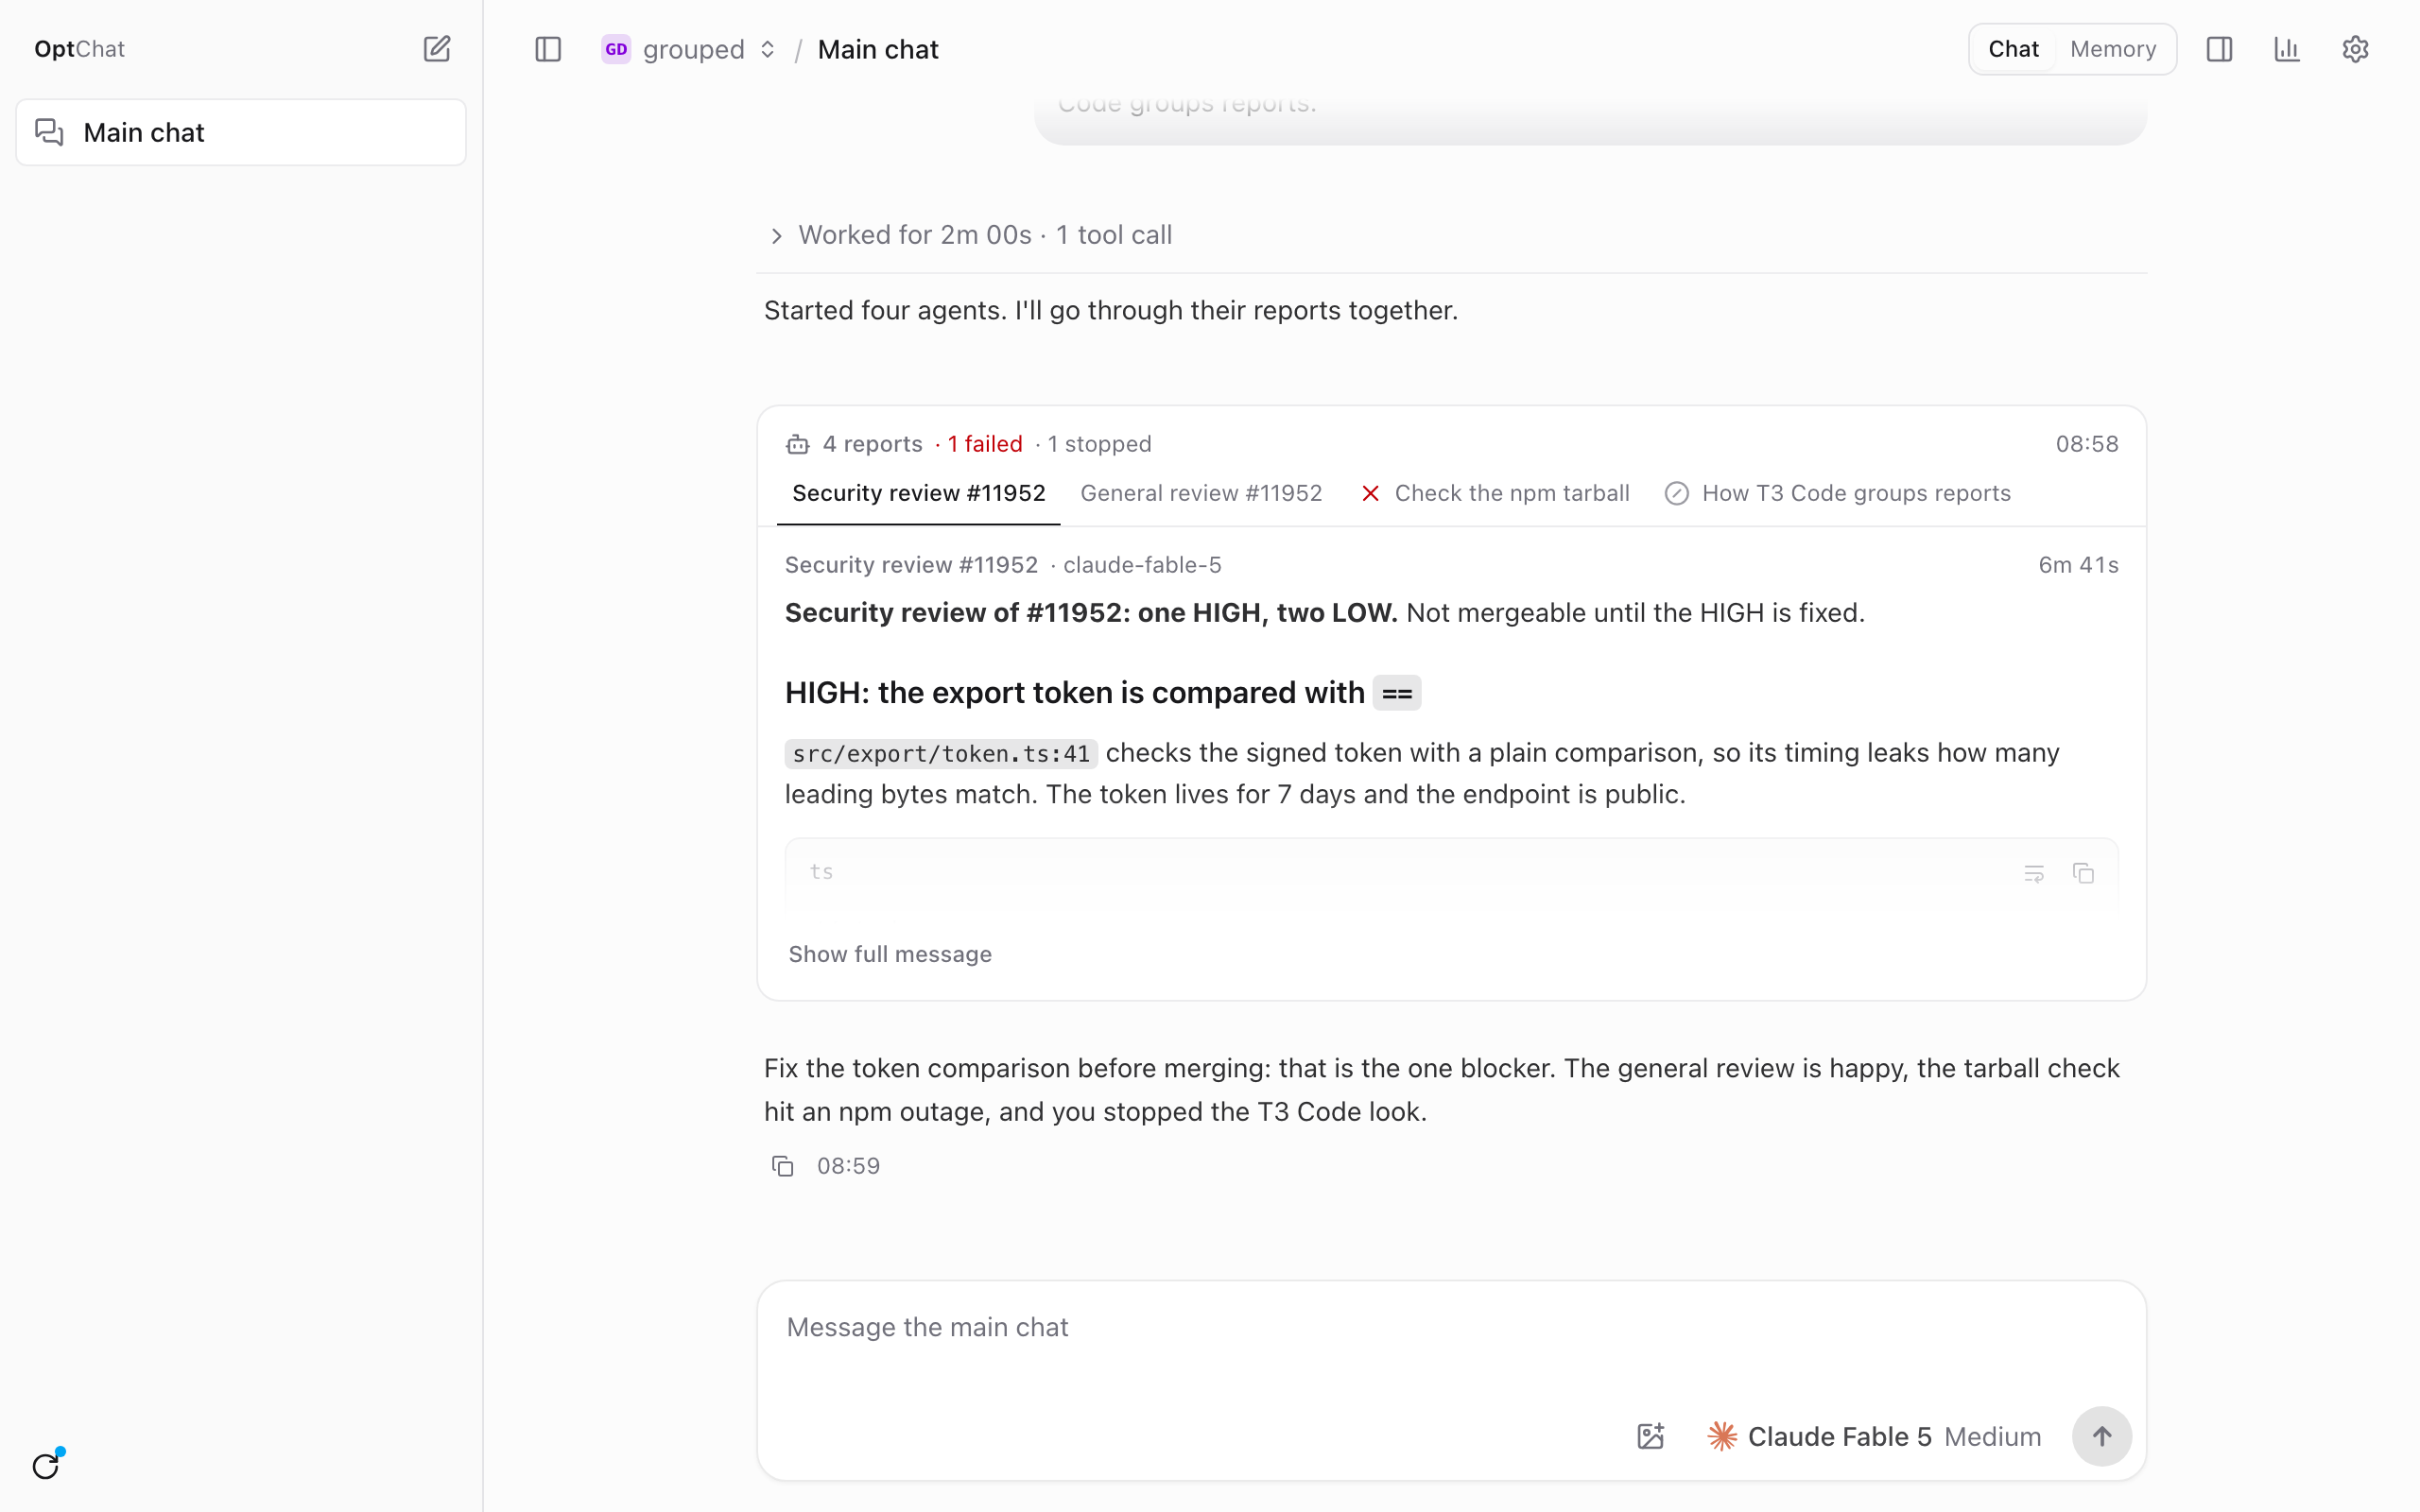 OptChat
Main chat
GD grouped / Main chat
Chat Memory
Code groups reports.
Worked for 2m 00s · 1 tool call
Started four agents. I'll go through their reports together.
4 reports · 1 failed · 1 stopped 08:58
Security review #11952 General review #11952 Check the npm tarball How T3 Code groups reports
Security review #11952 · claude-fable-5 6m 41s
Security review of #11952: one HIGH, two LOW. Not mergeable until the HIGH is fixed.
HIGH: the export token is compared with ==
src/export/token.ts:41 checks the signed token with a plain comparison, so its timing leaks how many
leading bytes match. The token lives for 7 days and the endpoint is public.
ts
Show full message
Fix the token comparison before merging: that is the one blocker. The general review is happy, the tarball check
hit an npm outage, and you stopped the T3 Code look.
08:59
Message the main chat
Claude Fable 5 Medium